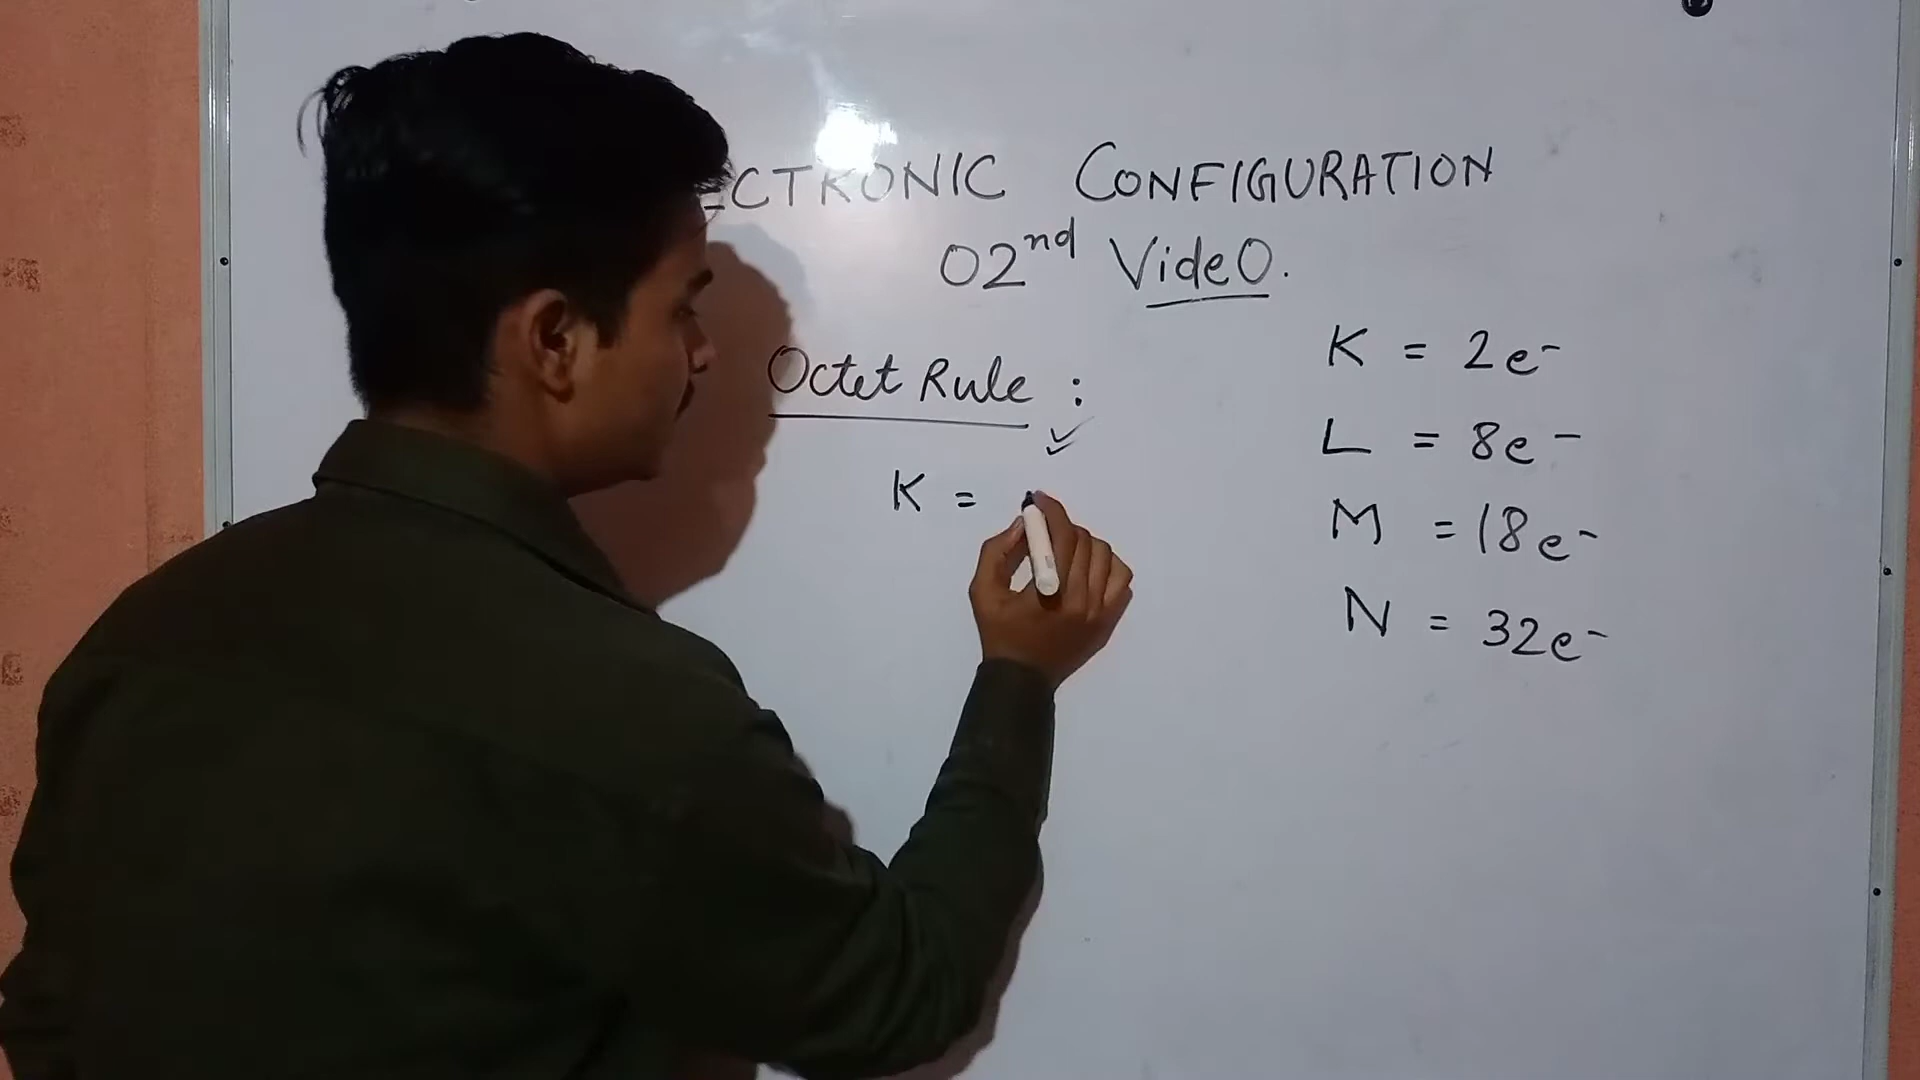 ECTRONIC CONFIGURATION
02nd VideO.
Octet Rule :
K =
K = 2e-
L = 8e-
M = 18e-
N = 32e-